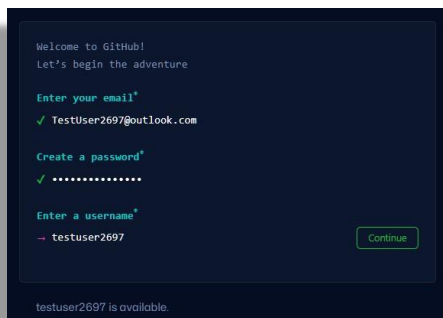 Welcome to GitHub!
Let's begin the adventure
Enter your email*
✓ TestUser2697@outlook.com
Create a password*
✓ •••••••••••••••
Enter a username*
→ testuser2697
Continue
testuser2697 is available.